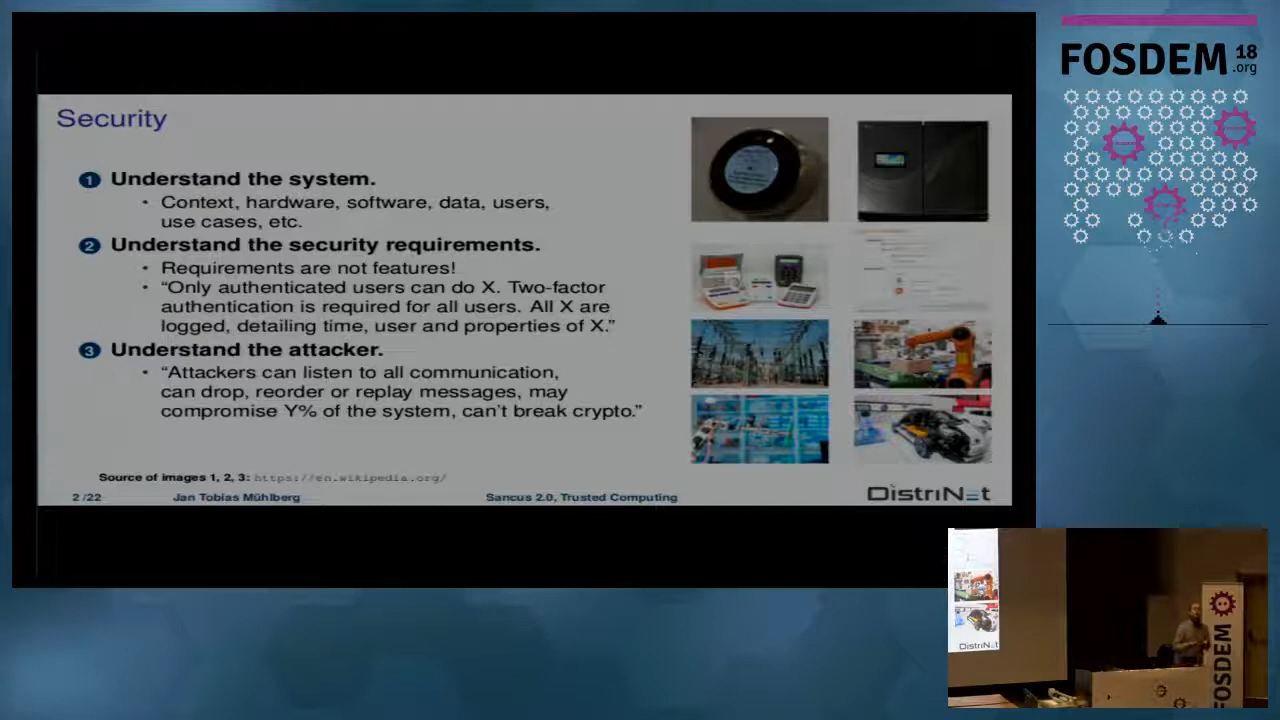 Security
1 Understand the system.
• Context, hardware, software, data, users,
use cases, etc.
2 Understand the security requirements.
• Requirements are not features!
• “Only authenticated users can do X. Two-factor
authentication is required for all users. All X are
logged, detailing time, user and properties of X.”
3 Understand the attacker.
• “Attackers can listen to all communication,
can drop, reorder or replay messages, may
compromise Y% of the system, can't break crypto.”
Source of images 1, 2, 3: https://en.wikipedia.org/
2 /22 Jan Tobias Mühlberg Sancus 2.0, Trusted Computing DistriNet
FOSDEM 18
.org
DistriNet
FOSDEM